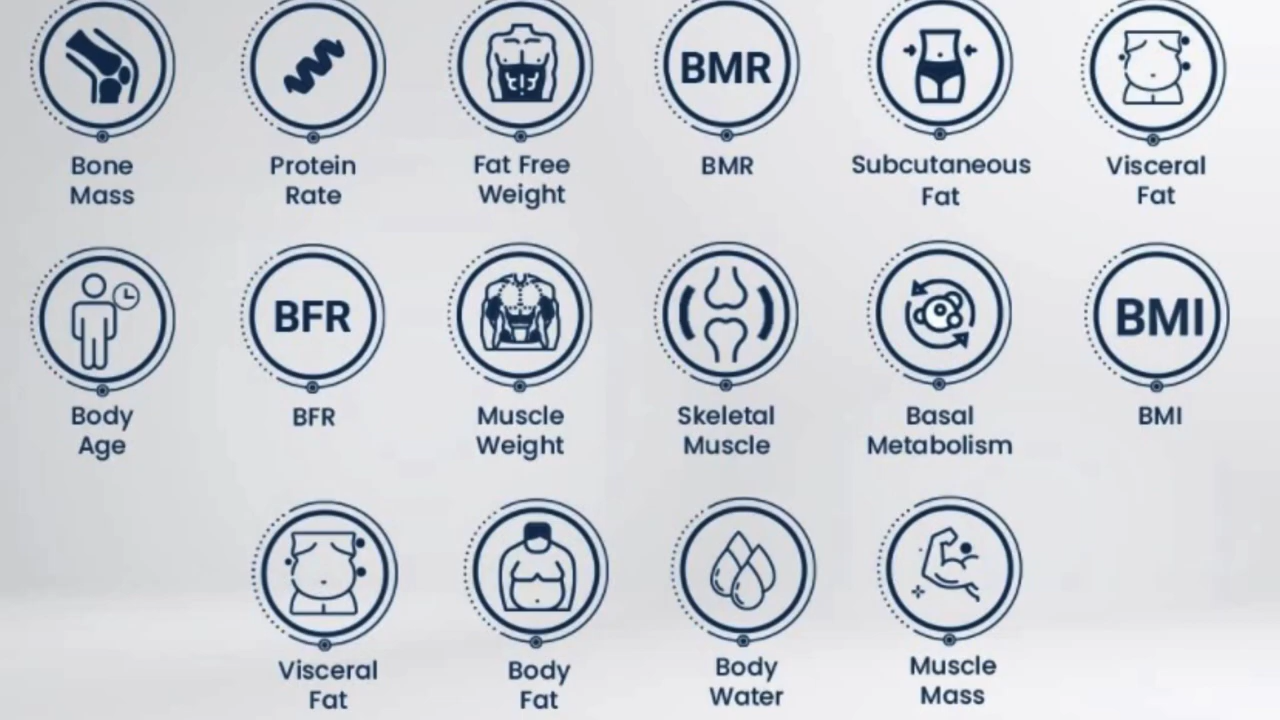 BMR
Bone Mass
Protein Rate
Fat Free Weight
BMR
Subcutaneous Fat
Visceral Fat
BFR
BMI
Body Age
BFR
Muscle Weight
Skeletal Muscle
Basal Metabolism
BMI
Visceral Fat
Body Fat
Body Water
Muscle Mass